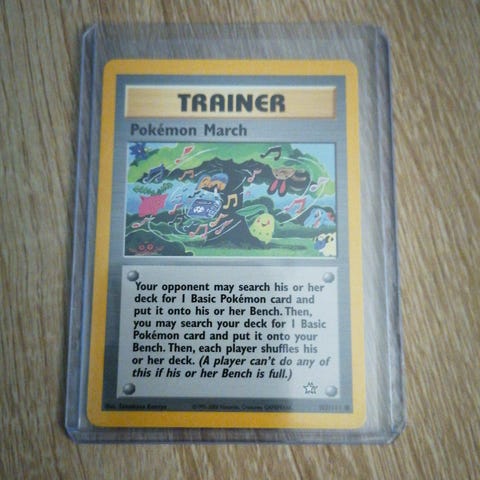 TRAINER
Pokémon March
Your opponent may search his or her
deck for 1 Basic Pokémon card and
put it onto his or her Bench. Then,
you may search your deck for 1 Basic
Pokémon card and put it onto your
Bench. Then, each player shuffles his
or her deck. (A player can't do any of
this if his or her Bench is full.)